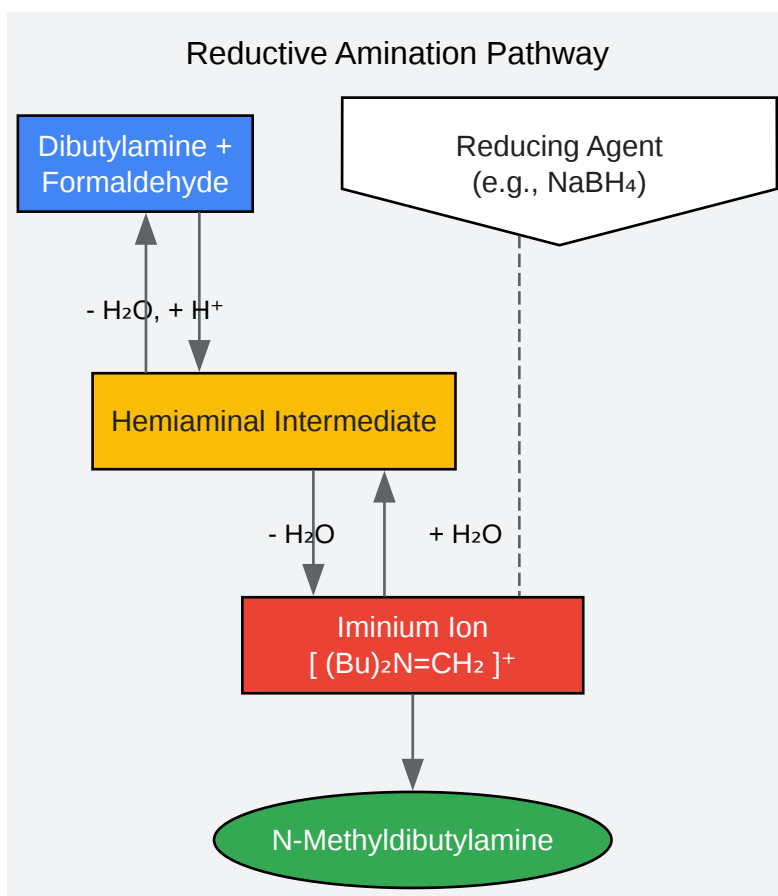 Reductive Amination Pathway
Dibutylamine +
Formaldehyde
Reducing Agent
(e.g., NaBH₄)
- H₂O, + H⁺
Hemiaminal Intermediate
- H₂O
+ H₂O
Iminium Ion
[ (Bu)₂N=CH₂ ]⁺
N-Methyldibutylamine